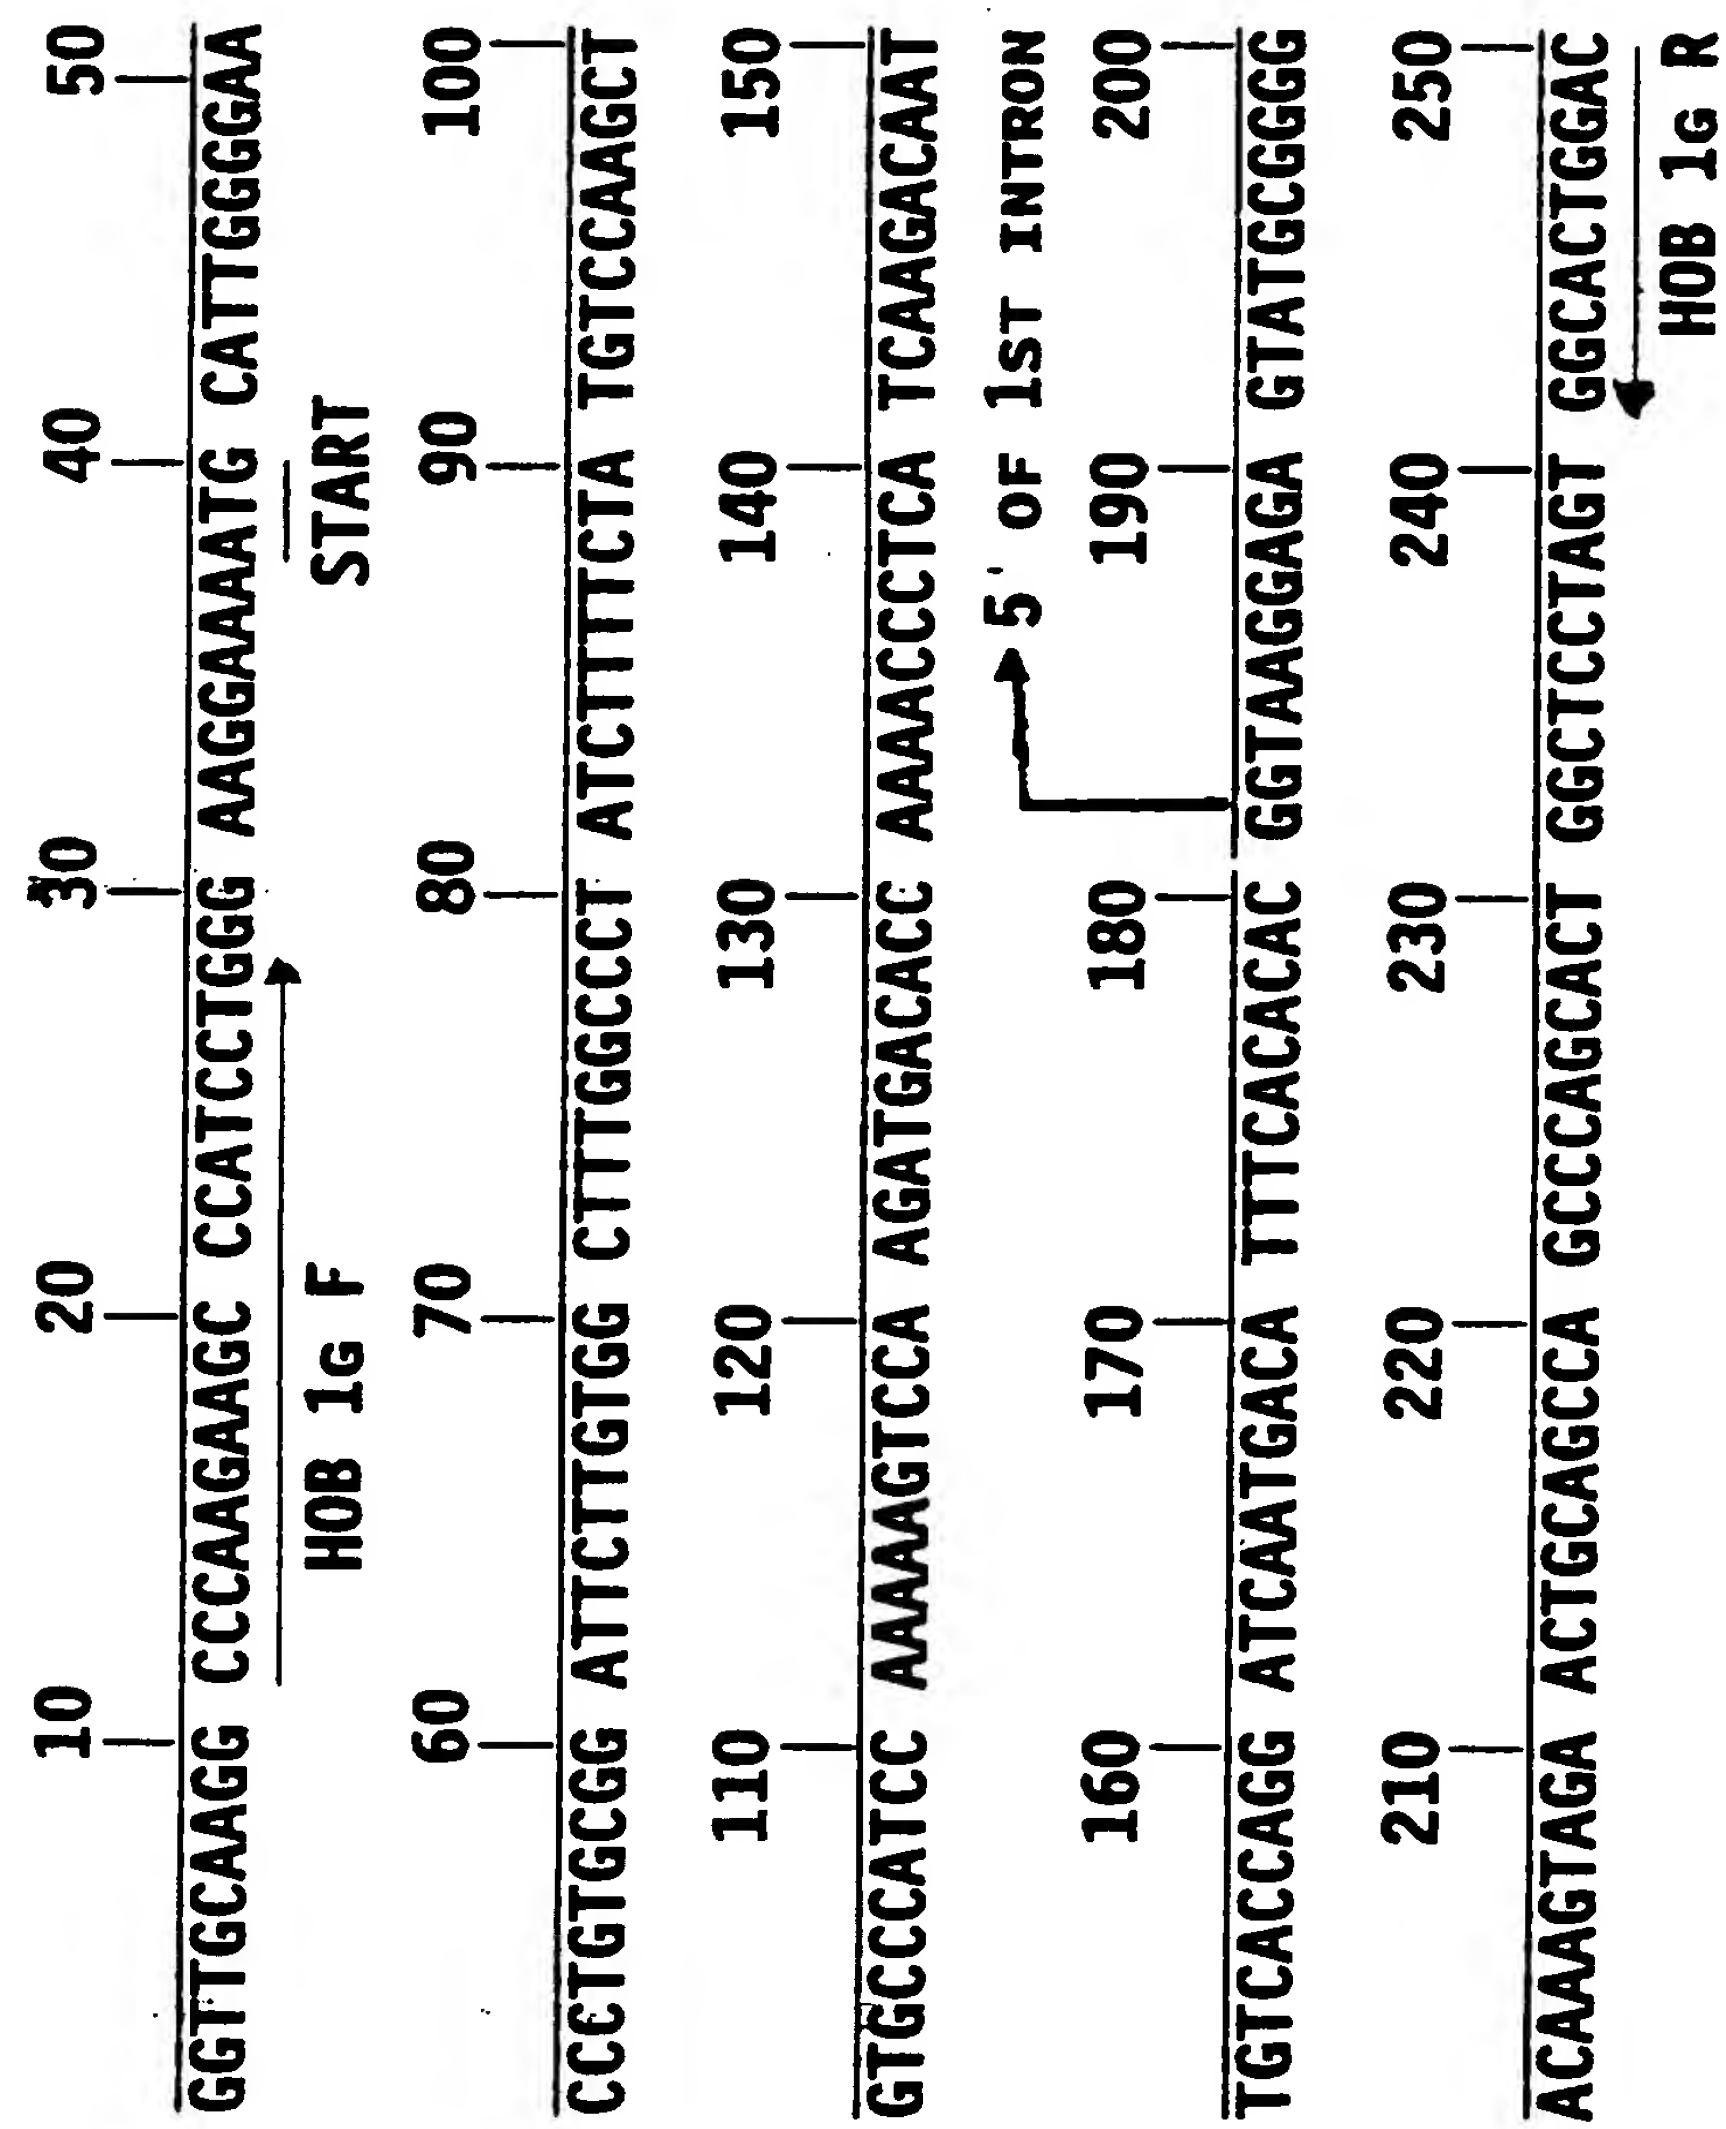 10 20 30 40 50
GGTTGCAAGG CCCAAGAAGC CCATCCTGGG AAGGAAAATG CATTGGGGAA
HOB 1G F START
60 70 80 90 100
CCCTGTGCGG ATTCTTGTGG CTTTGGCCCT ATCTTTTCTA TGTCCAAGCT
110 120 130 140 150
GTGCCCATCC AAAAAGTCCA AGATGACACC AAAACCCTCA TCAAGACAAT
5' OF 1ST INTRON
160 170 180 190 200
TGTCACCAGG ATCAATGACA TTTCACACAC GGTAAGGAGA GTATGCGGGG
210 220 230 240 250
ACAAAGTAGA ACTGCAGCCA GCCCAGCACT GGCTCCTAGT GGCACTGGAC
HOB 1G R